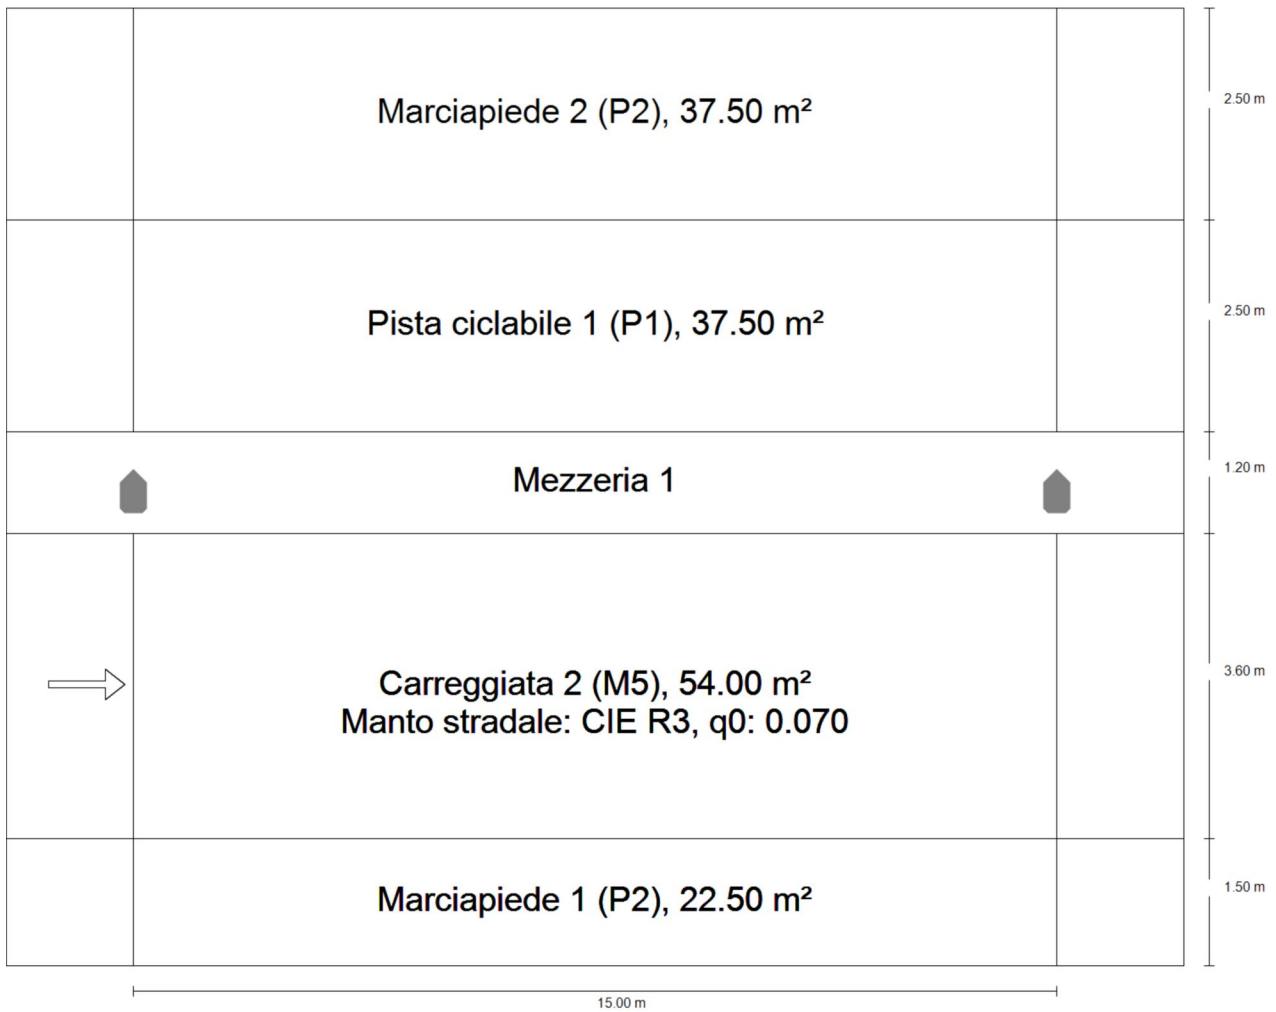 Marciapiede 2 (P2), 37.50 m²
2.50 m
Pista ciclabile 1 (P1), 37.50 m²
2.50 m
Mezzeria 1
1.20 m
Carreggiata 2 (M5), 54.00 m²
Manto stradale: CIE R3, q0: 0.070
3.60 m
Marciapiede 1 (P2), 22.50 m²
1.50 m
15.00 m